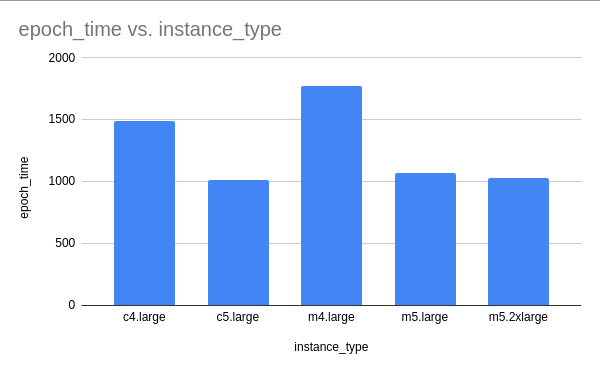 epoch_time vs. instance_type
2000
1500
1000
500
0
epoch_time
c4.large c5.large m4.large m5.large m5.2xlarge
instance_type